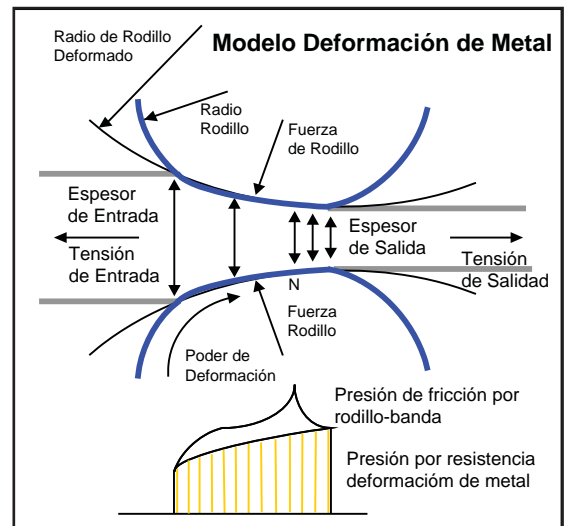 Modelo Deformación de Metal
Radio de Rodillo
Deformado
Radio
Rodillo
Fuerza
de Rodillo
Espesor
de Entrada
Tensión
de Entrada
Espesor
de Salida
Tensión
de Salidad
N
Fuerza
Rodillo
Poder de
Deformación
Presión de fricción por
rodillo-banda
Presión por resistencia
deformacióm de metal